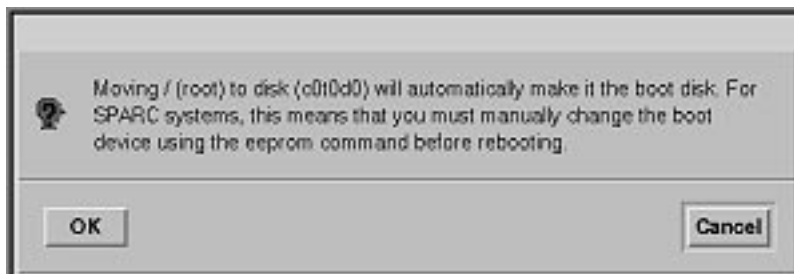 Moving / (root) to disk (c0t0d0) will automatically make it the boot disk. For
SPARC systems, this means that you must manually change the boot
device using the eeprom command before rebooting.
OK
Cancel